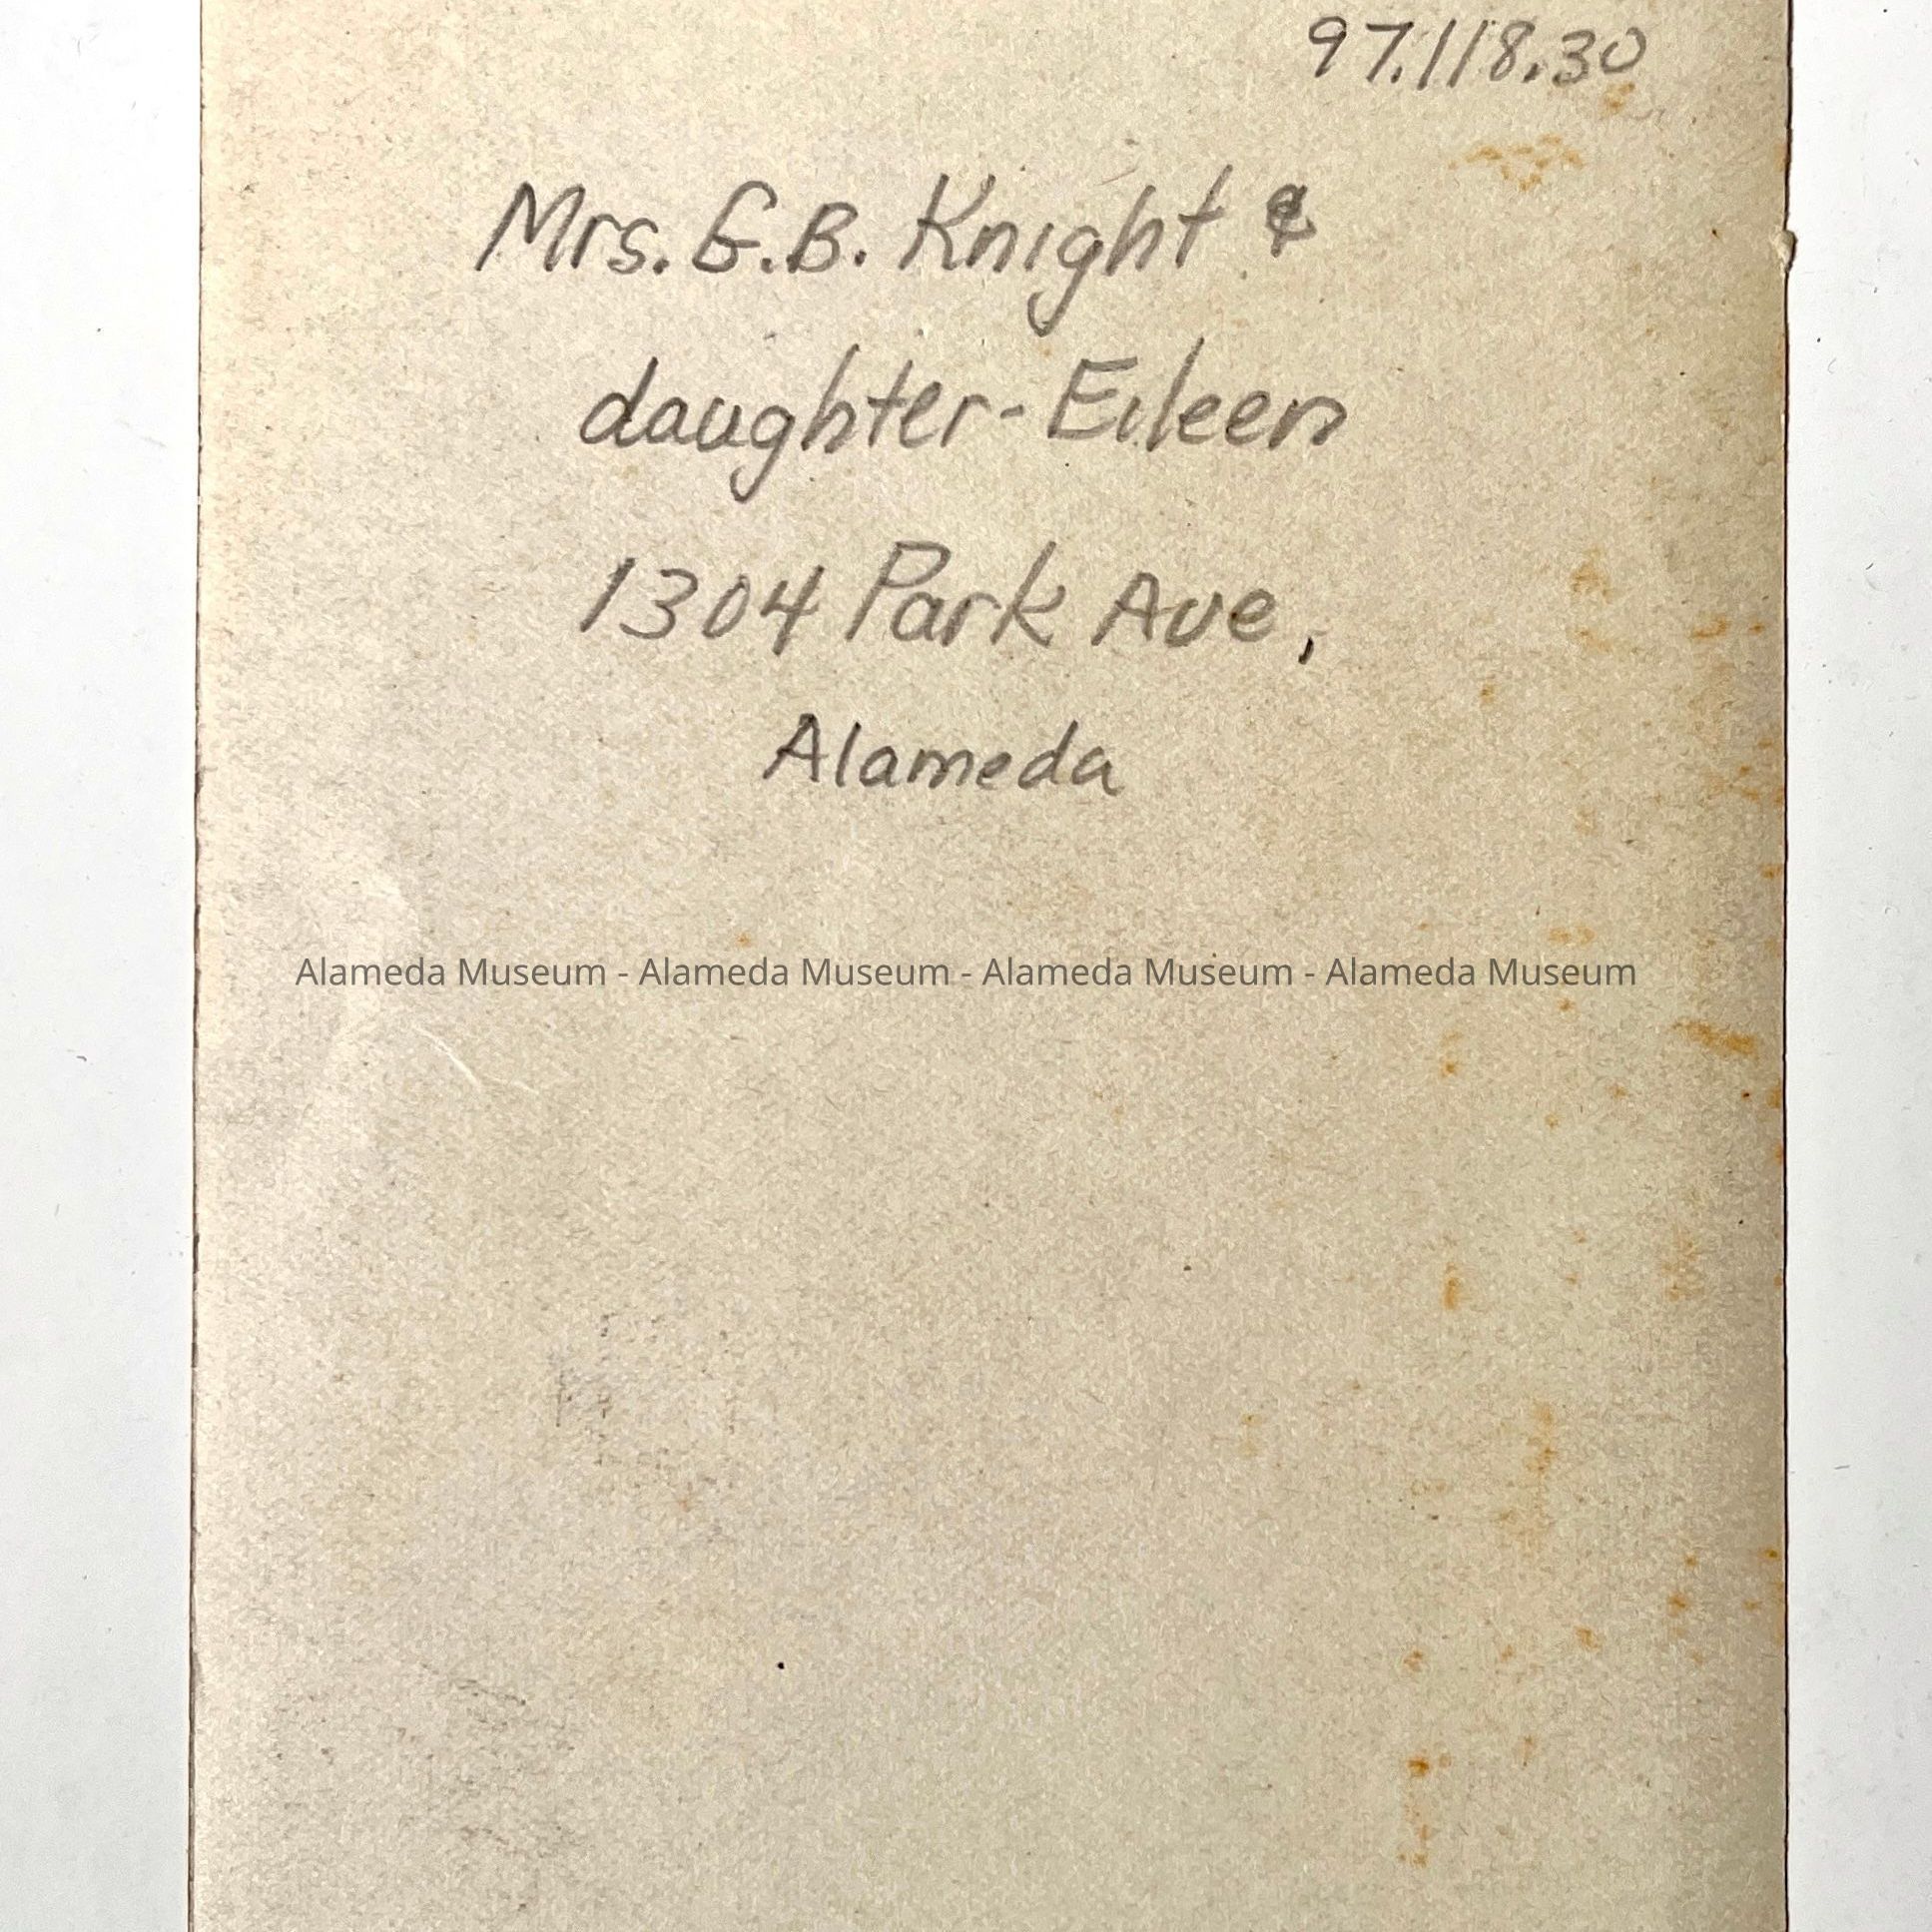 97.118.30
Mrs. G.B. Knight &
daughter - Eileen
1304 Park Ave,
Alameda
Alameda Museum - Alameda Museum - Alameda Museum - Alameda Museum